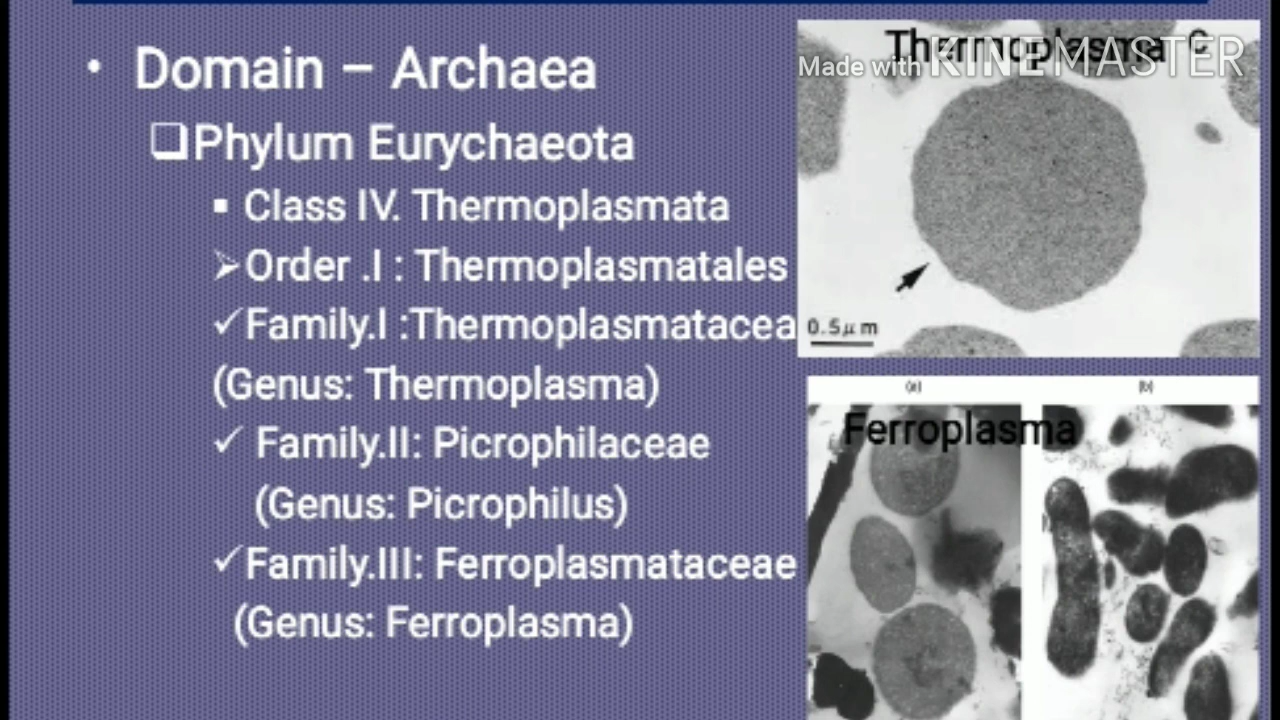 • Domain – Archaea
❑Phylum Eurychaeota
▪ Class IV. Thermoplasmata
➢Order .I : Thermoplasmatales
✓Family.I :Thermoplasmatacea
(Genus: Thermoplasma)
✓ Family.II: Picrophilaceae
(Genus: Picrophilus)
✓Family.III: Ferroplasmataceae
(Genus: Ferroplasma)
Thermoplasma
Made with KINEMASTER
0.5μm
(a) (b)
Ferroplasma